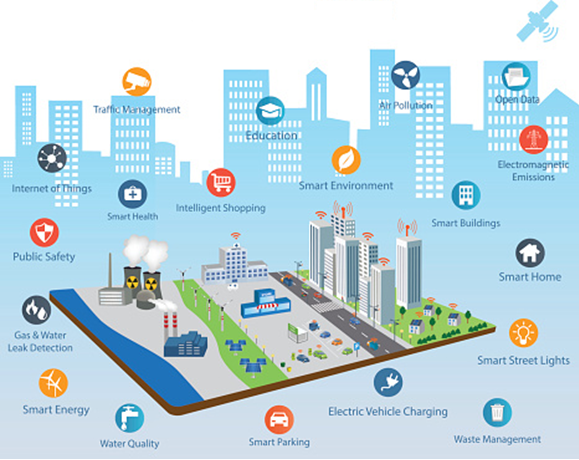 Traffic Management
Air Pollution
Open Data
Education
Electromagnetic
Emissions
Internet of Things
Smart Health
Intelligent Shopping
Smart Environment
Smart Buildings
Public Safety
Smart Home
Gas & Water
Leak Detection
Smart Street Lights
Smart Energy
Water Quality
Smart Parking
Electric Vehicle Charging
Waste Management